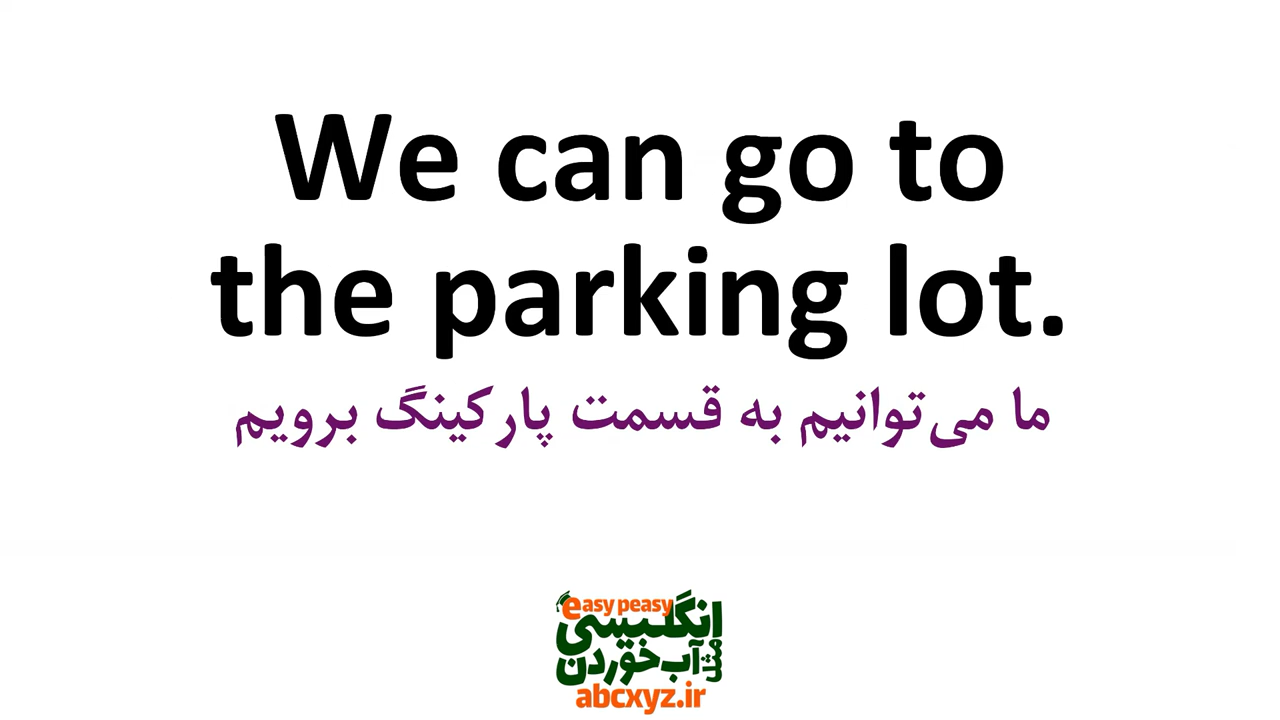 We can go to
the parking lot.
ما می‌توانیم به قسمت پارکینگ برویم
easy peasy
انگلیسی
مثل آب خوردن
abcxyz.ir